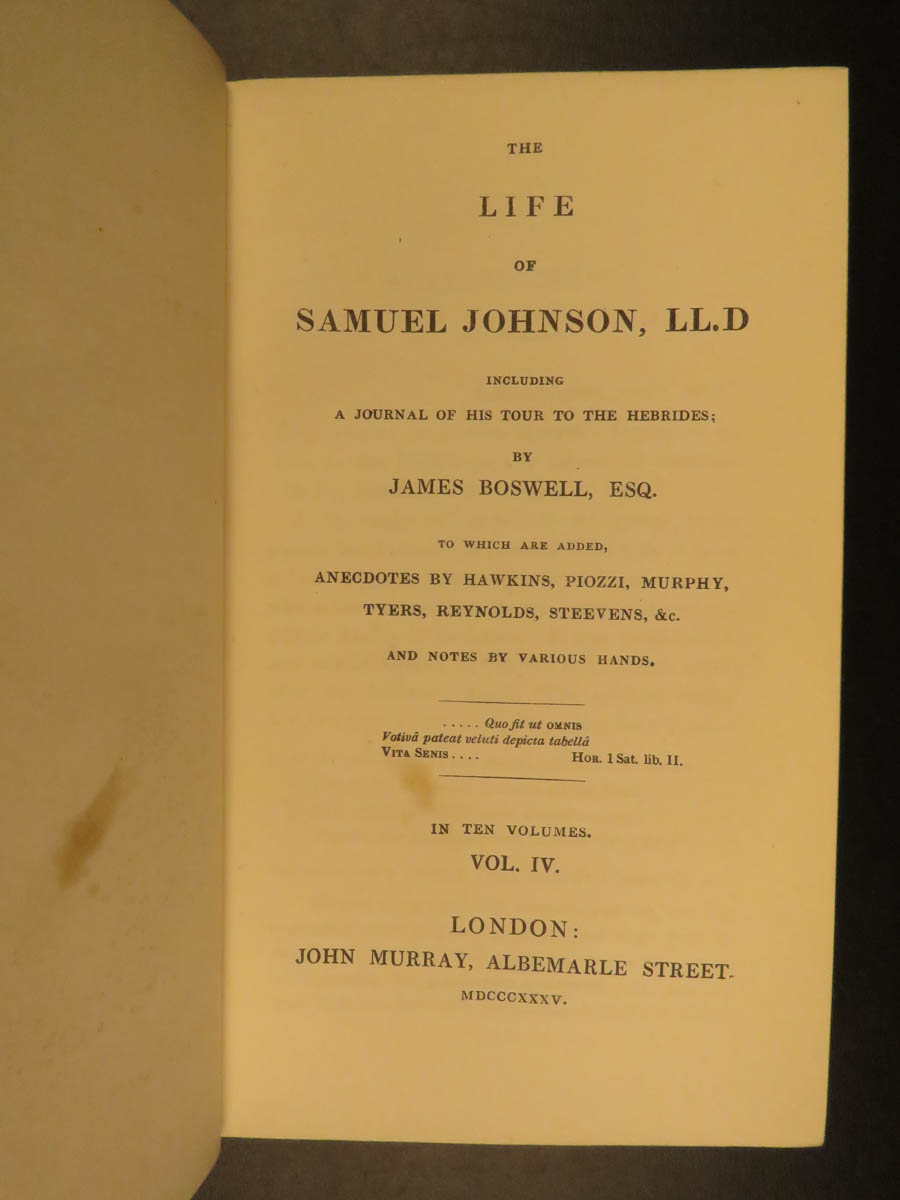 THE
LIFE
OF
SAMUEL JOHNSON, LL.D
INCLUDING
A JOURNAL OF HIS TOUR TO THE HEBRIDES;
BY
JAMES BOSWELL, ESQ.
TO WHICH ARE ADDED,
ANECDOTES BY HAWKINS, PIOZZI, MURPHY,
TYERS, REYNOLDS, STEEVENS, &c.
AND NOTES BY VARIOUS HANDS.
..... Quo fit ut OMNIS
Votivâ pateat veluti depicta tabellâ
VITA SENIS.... HOR. 1 Sat. lib. II.
IN TEN VOLUMES.
VOL. IV.
LONDON:
JOHN MURRAY, ALBEMARLE STREET.
MDCCCXXXV.